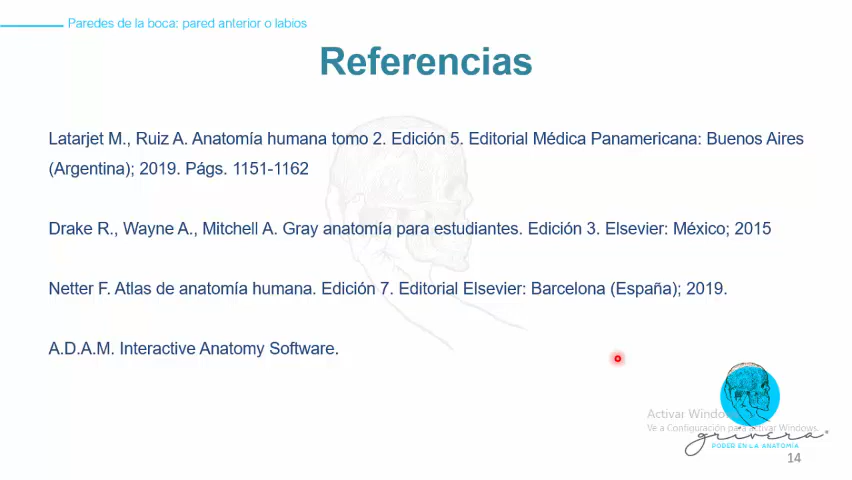 Paredes de la boca: pared anterior o labios
Referencias
Latarjet M., Ruiz A. Anatomía humana tomo 2. Edición 5. Editorial Médica Panamericana: Buenos Aires
(Argentina); 2019. Págs. 1151-1162
Drake R., Wayne A., Mitchell A. Gray anatomía para estudiantes. Edición 3. Elsevier: México; 2015
Netter F. Atlas de anatomía humana. Edición 7. Editorial Elsevier: Barcelona (España); 2019.
A.D.A.M. Interactive Anatomy Software.
Activar Windows
Ve a Configuración para activar Windows.
grivera
PODER EN LA ANATOMÍA
14